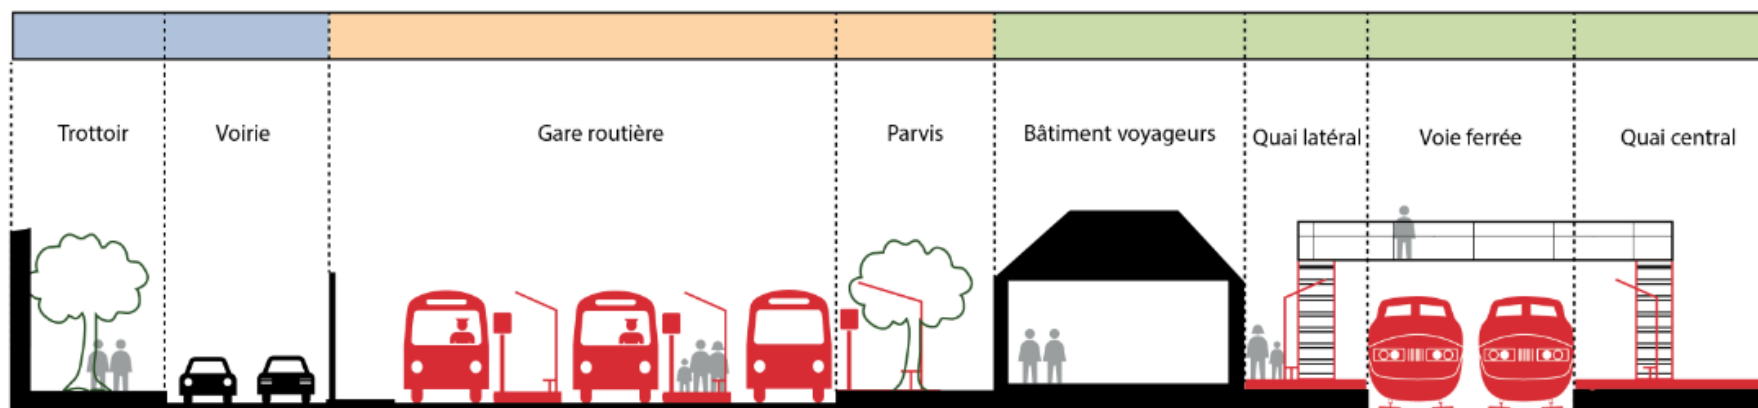 Trottoir
Voirie
Gare routière
Parvis
Bâtiment voyageurs
Quai latéral
Voie ferrée
Quai central